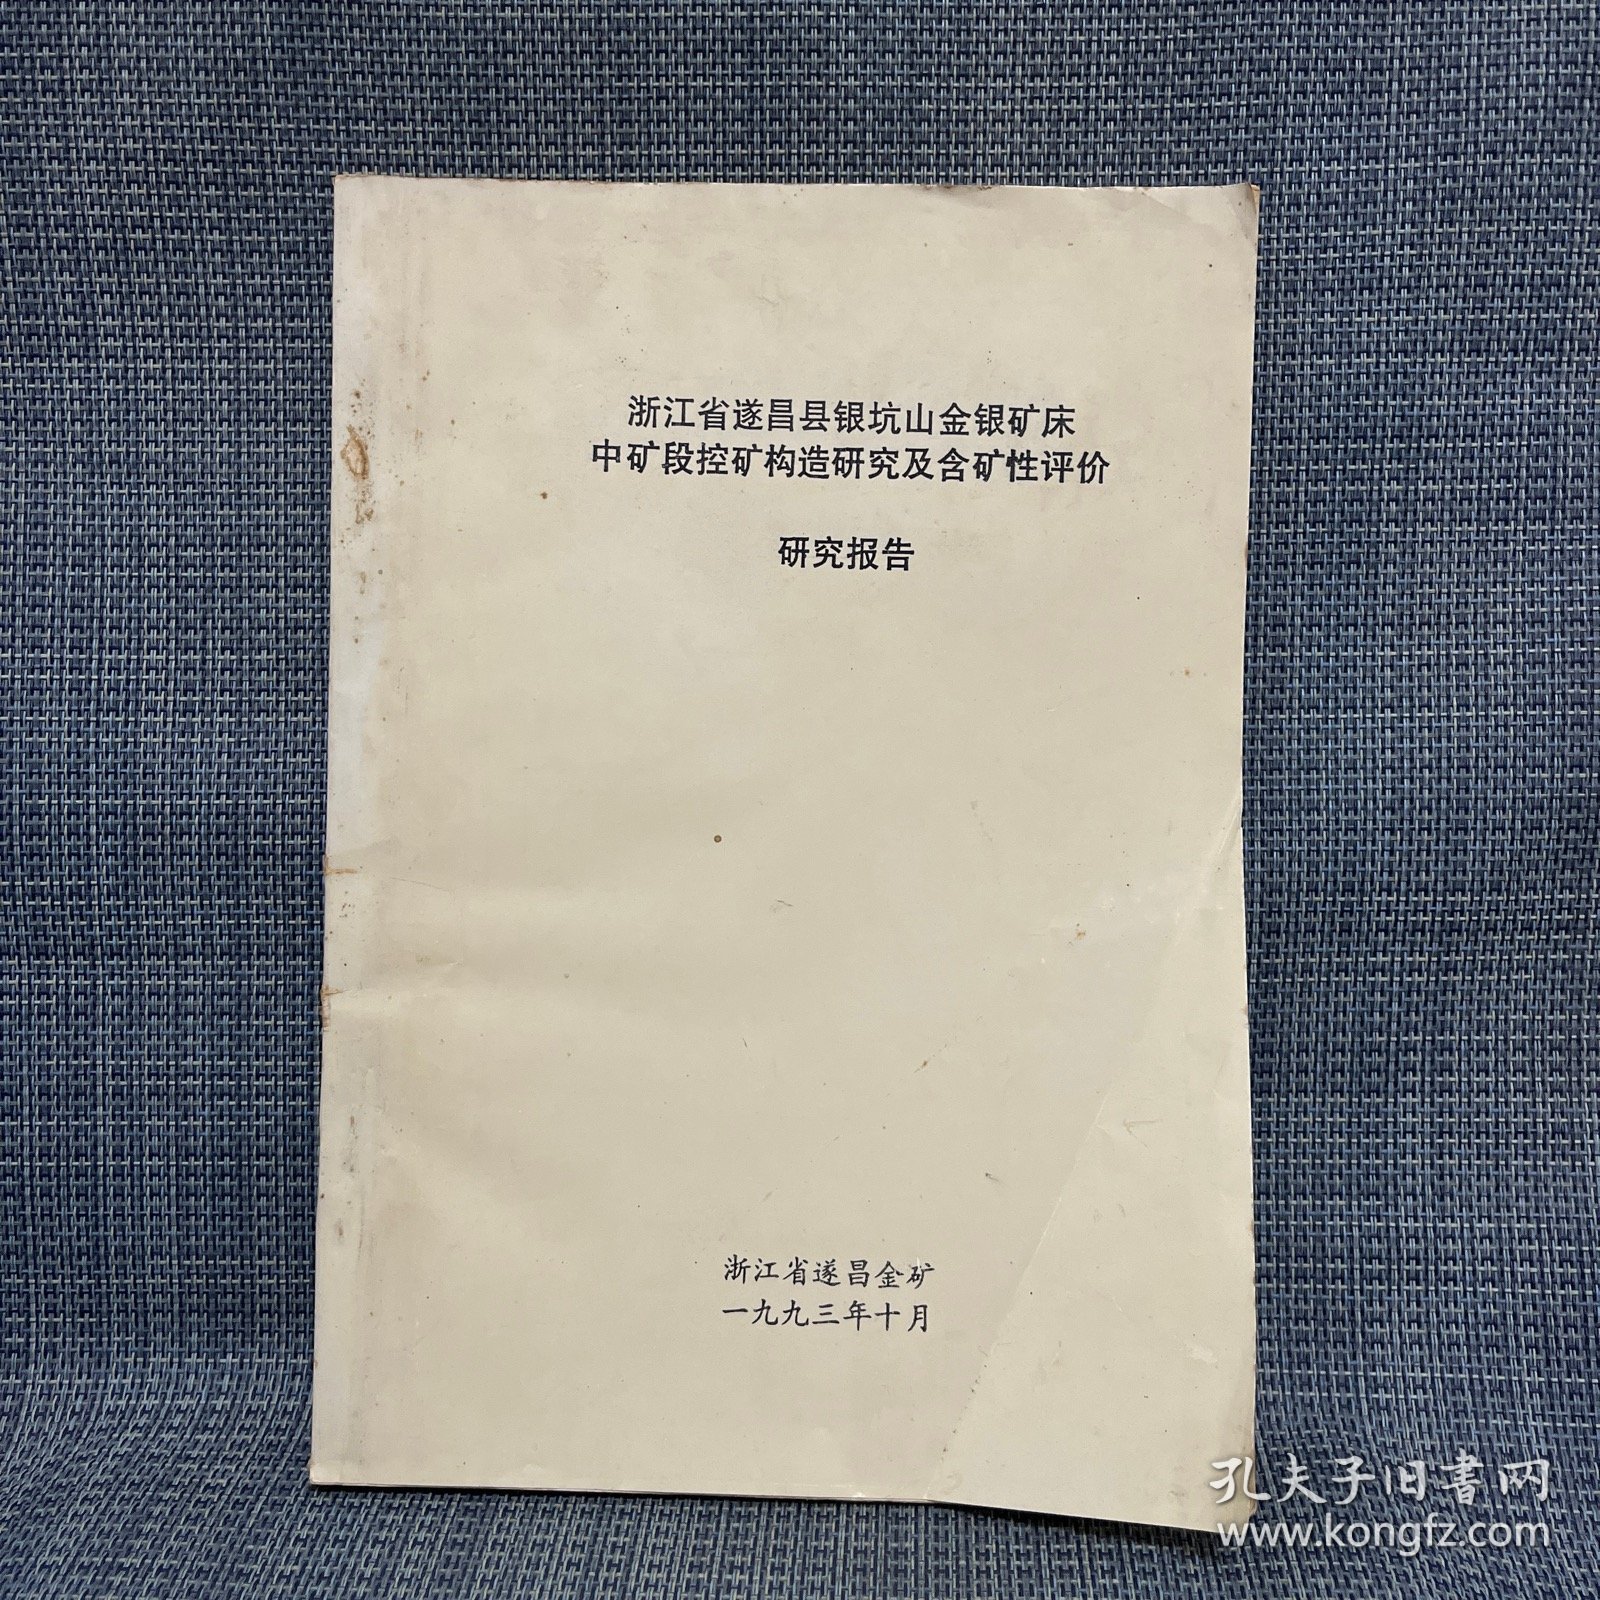 浙江省遂昌县银坑山金银矿床
中矿段控矿构造研究及含矿性评价
研究报告
浙江省遂昌金矿
一九九三年十月
孔夫子旧書网
www.kongfz.com